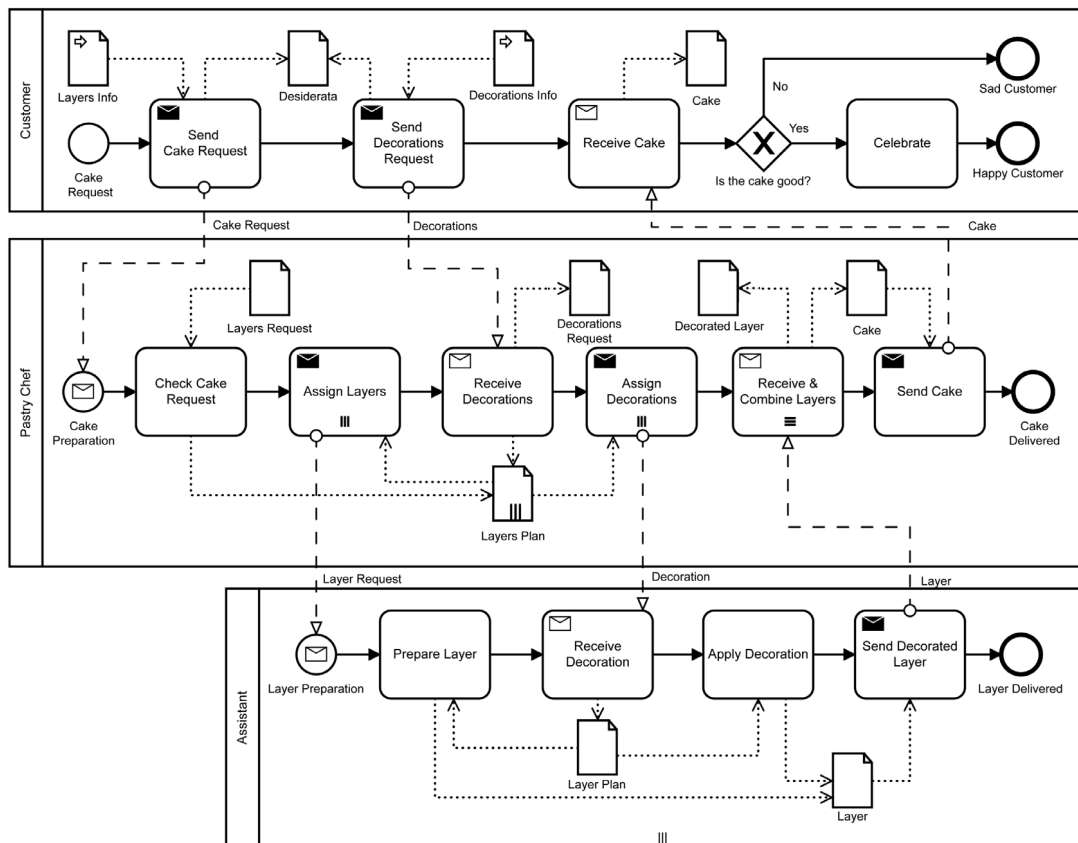 Customer
Layers Info
Desiderata
Decorations Info
Cake
No
Sad Customer
Send
Cake Request
Send
Decorations
Request
Receive Cake
Yes
Celebrate
Cake
Request
Is the cake good?
Happy Customer
Cake Request
Decorations
Cake
Pastry Chef
Layers Request
Decorations
Request
Decorated Layer
Cake
Check Cake
Request
Assign Layers
Receive
Decorations
Assign
Decorations
Receive &
Combine Layers
Send Cake
Cake
Preparation
Cake
Delivered
Layers Plan
Layer Request
Decoration
Layer
Assistant
Prepare Layer
Receive
Decoration
Apply Decoration
Send Decorated
Layer
Layer Preparation
Layer Delivered
Layer Plan
Layer